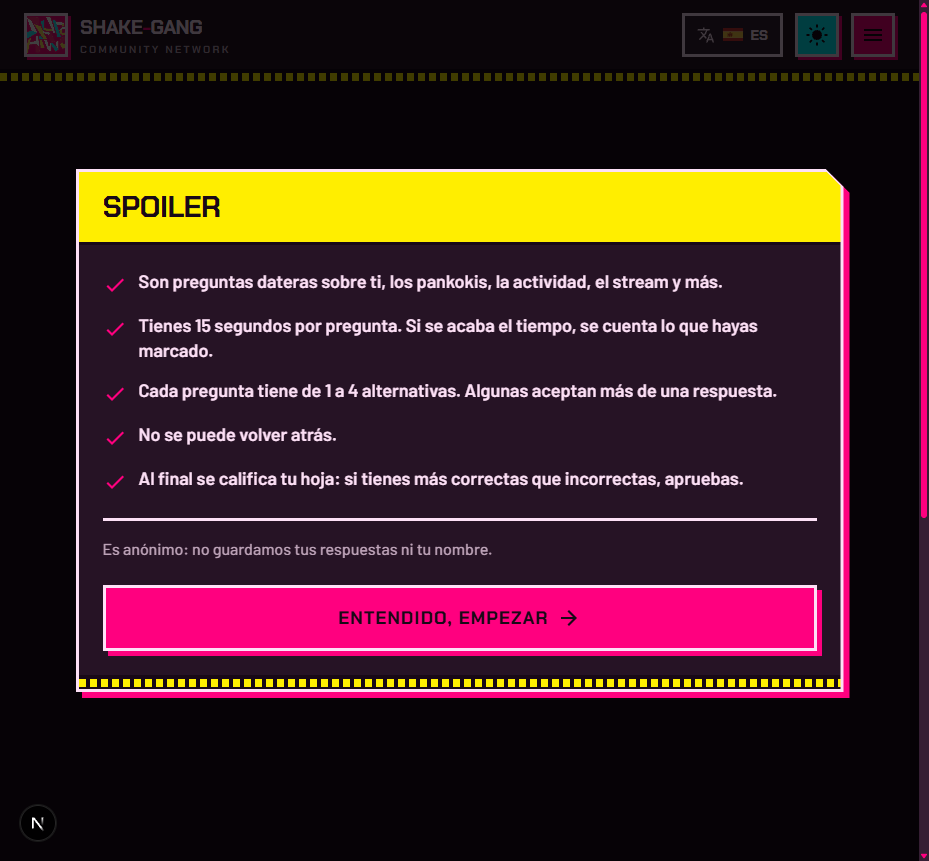 SHAKE-GANG
COMMUNITY NETWORK
ES
SPOILER
Son preguntas dateras sobre ti, los pankokis, la actividad, el stream y más.
Tienes 15 segundos por pregunta. Si se acaba el tiempo, se cuenta lo que hayas
marcado.
Cada pregunta tiene de 1 a 4 alternativas. Algunas aceptan más de una respuesta.
No se puede volver atrás.
Al final se califica tu hoja: si tienes más correctas que incorrectas, apruebas.
Es anónimo: no guardamos tus respuestas ni tu nombre.
ENTENDIDO, EMPEZAR →
N